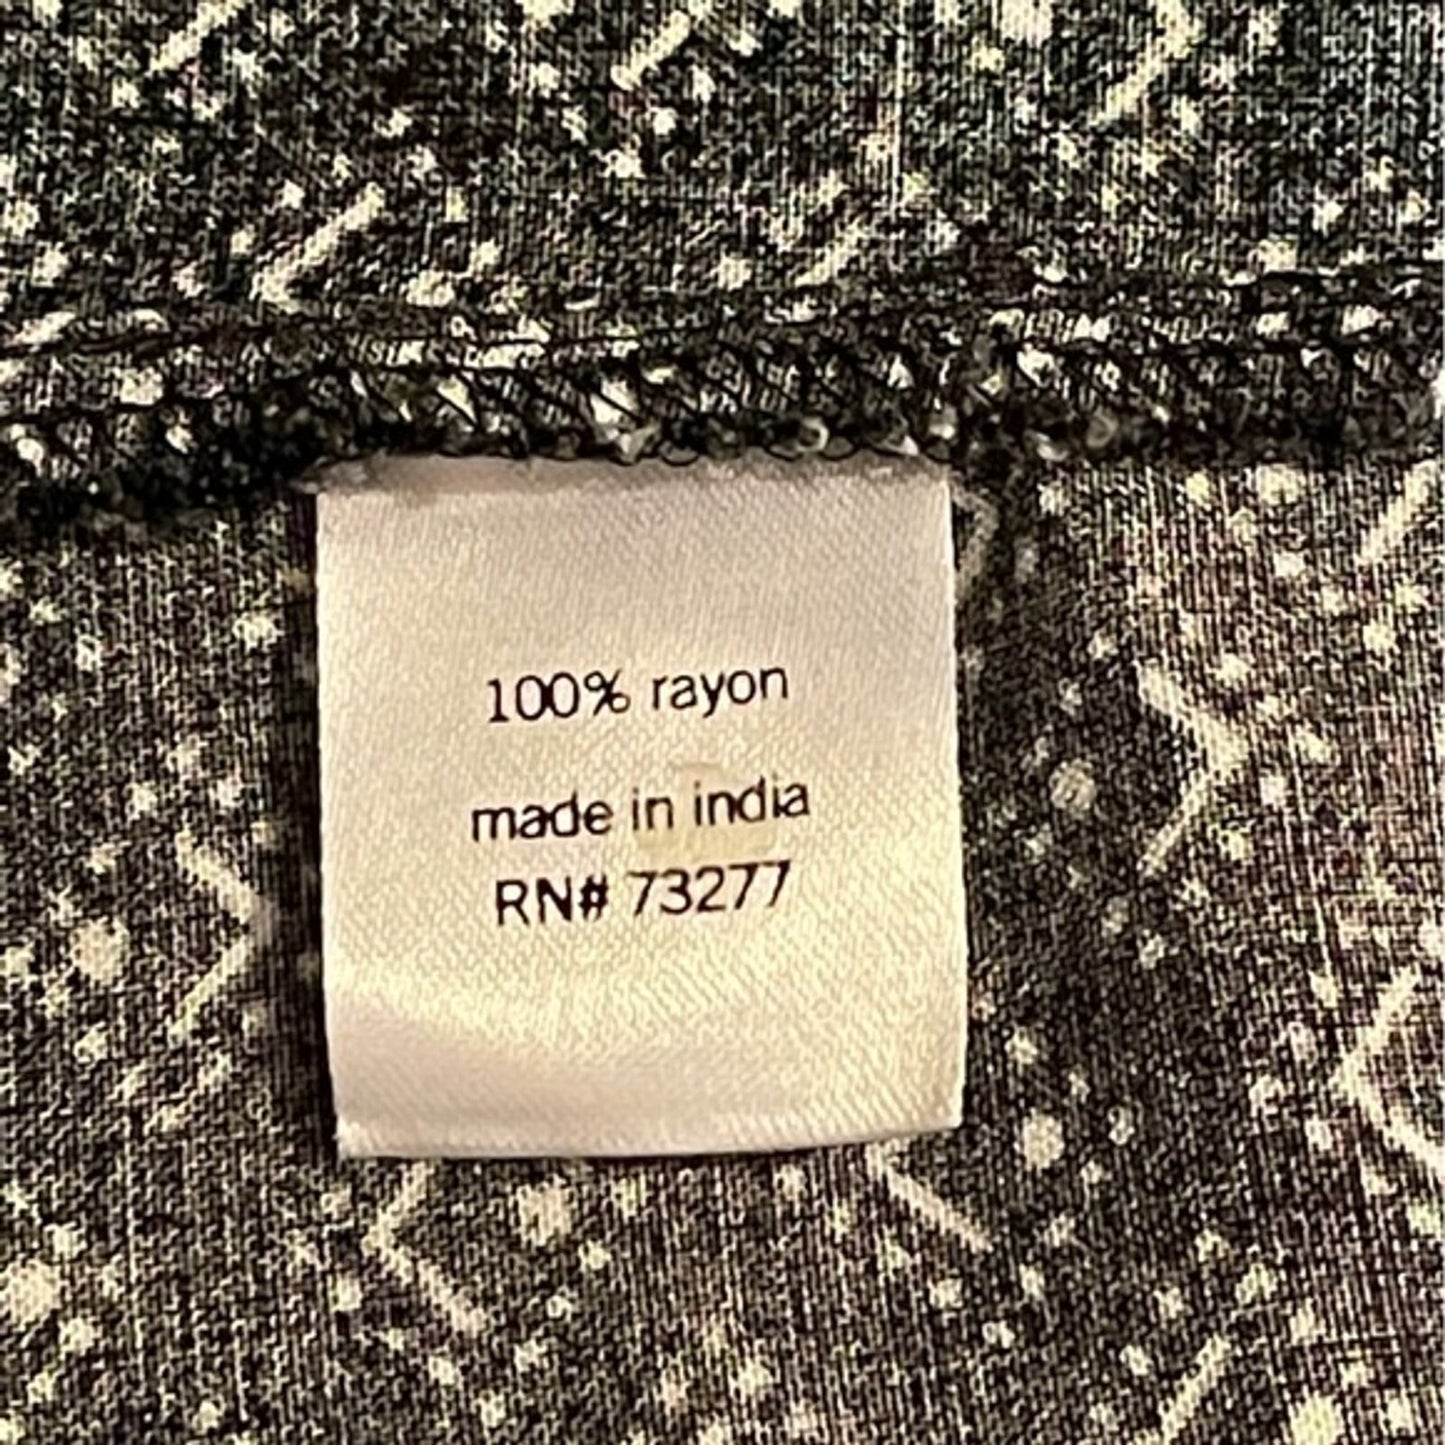 100% rayon
made in india
RN# 73277